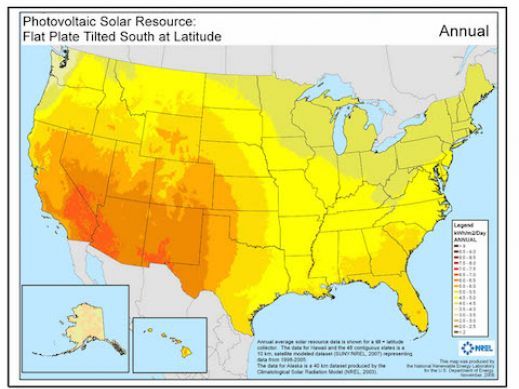 Photovoltaic Solar Resource:
Flat Plate Tilted South at Latitude
Annual
Legend
kWh/m2/Day
ANNUAL
Annual average solar resource data is shown for a tilt = latitude
collector. The data for Hawaii and the 48 contiguous states is a
10 km, satellite modeled dataset (SUNY/NREL, 2007) representing
data from 1998-2005.
The data for Alaska is a 40 km dataset produced by the
Climatological Solar Radiation Model (NREL, 2003).
NREL
This map was produced by
the National Renewable Energy Laboratory
for the U.S. Department of Energy.